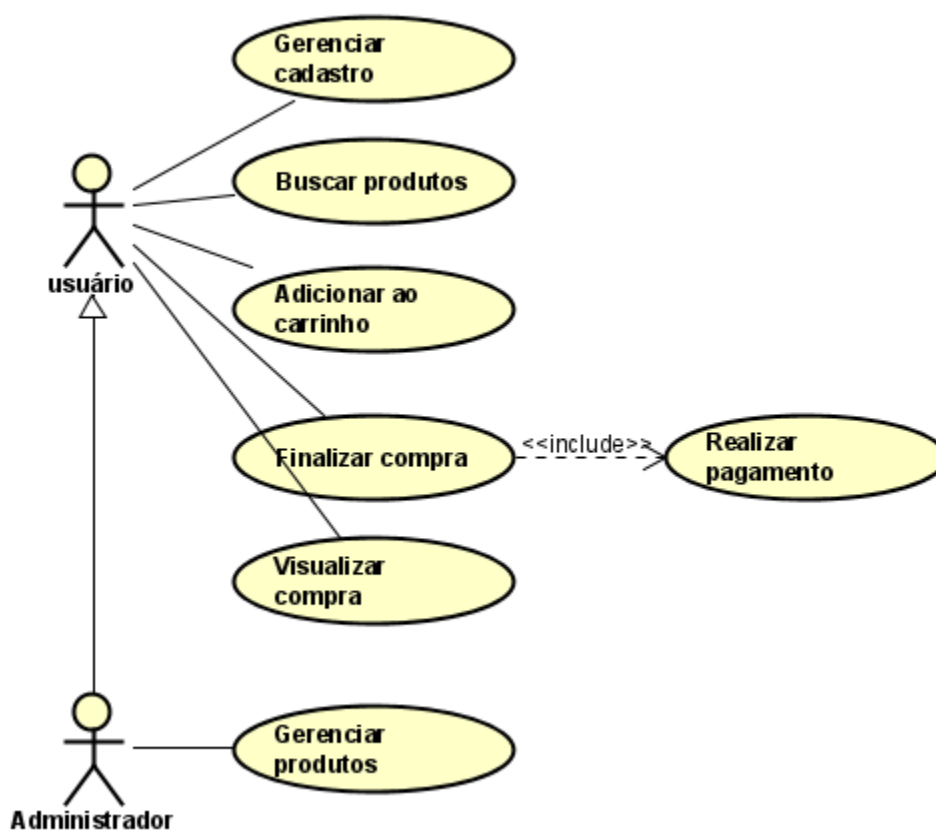 Gerenciar
cadastro
Buscar produtos
usuário
Adicionar ao
carrinho
Finalizar compra
<<include>>
Realizar
pagamento
Visualizar
compra
Gerenciar
produtos
Administrador